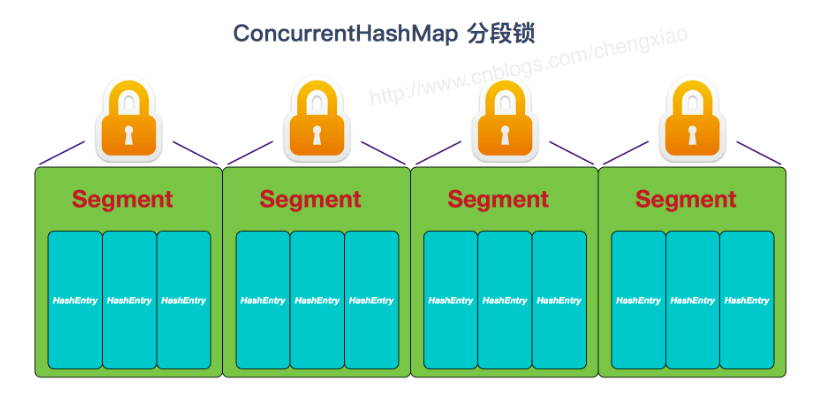 ConcurrentHashMap 分段锁
http://www.cnblogs.com/chengxiao
Segment Segment Segment Segment
HashEntry HashEntry HashEntry HashEntry HashEntry HashEntry HashEntry HashEntry HashEntry HashEntry HashEntry HashEntry